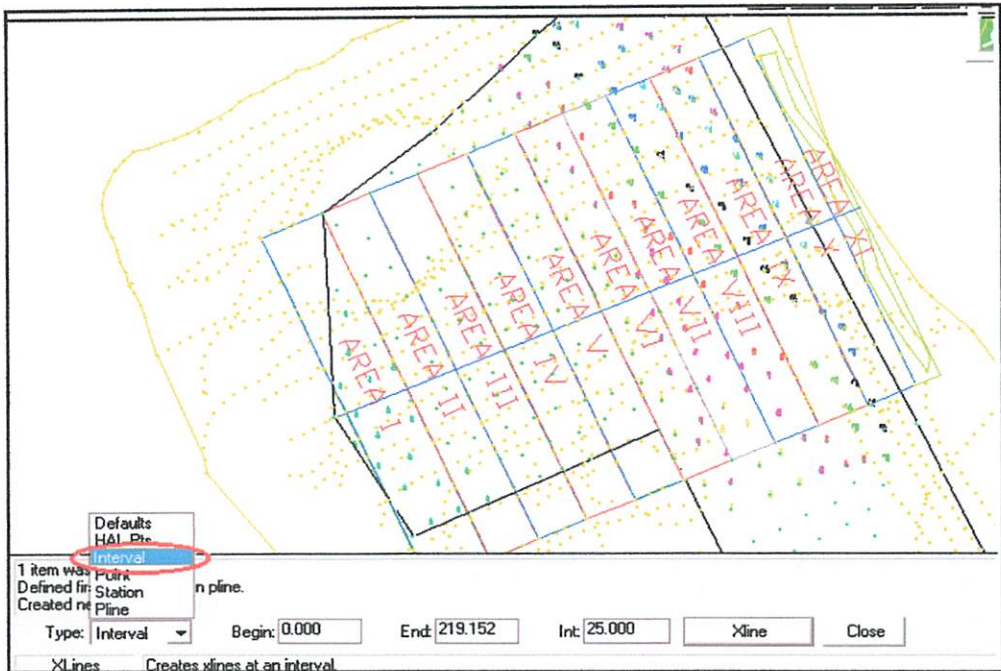 AREA I
AREA II
AREA III
AREA IV
AREA V
AREA VI
AREA VII
AREA VIII
AREA IX
AREA X
AREA XI
Defaults
HAL Pts
Interval
Point
Station
Pline
1 item was
Defined fir n pline.
Created ne
Type: Interval Begin: 0.000 End: 219.152 Int: 25.000 Xline Close
XLines Creates xlines at an interval.